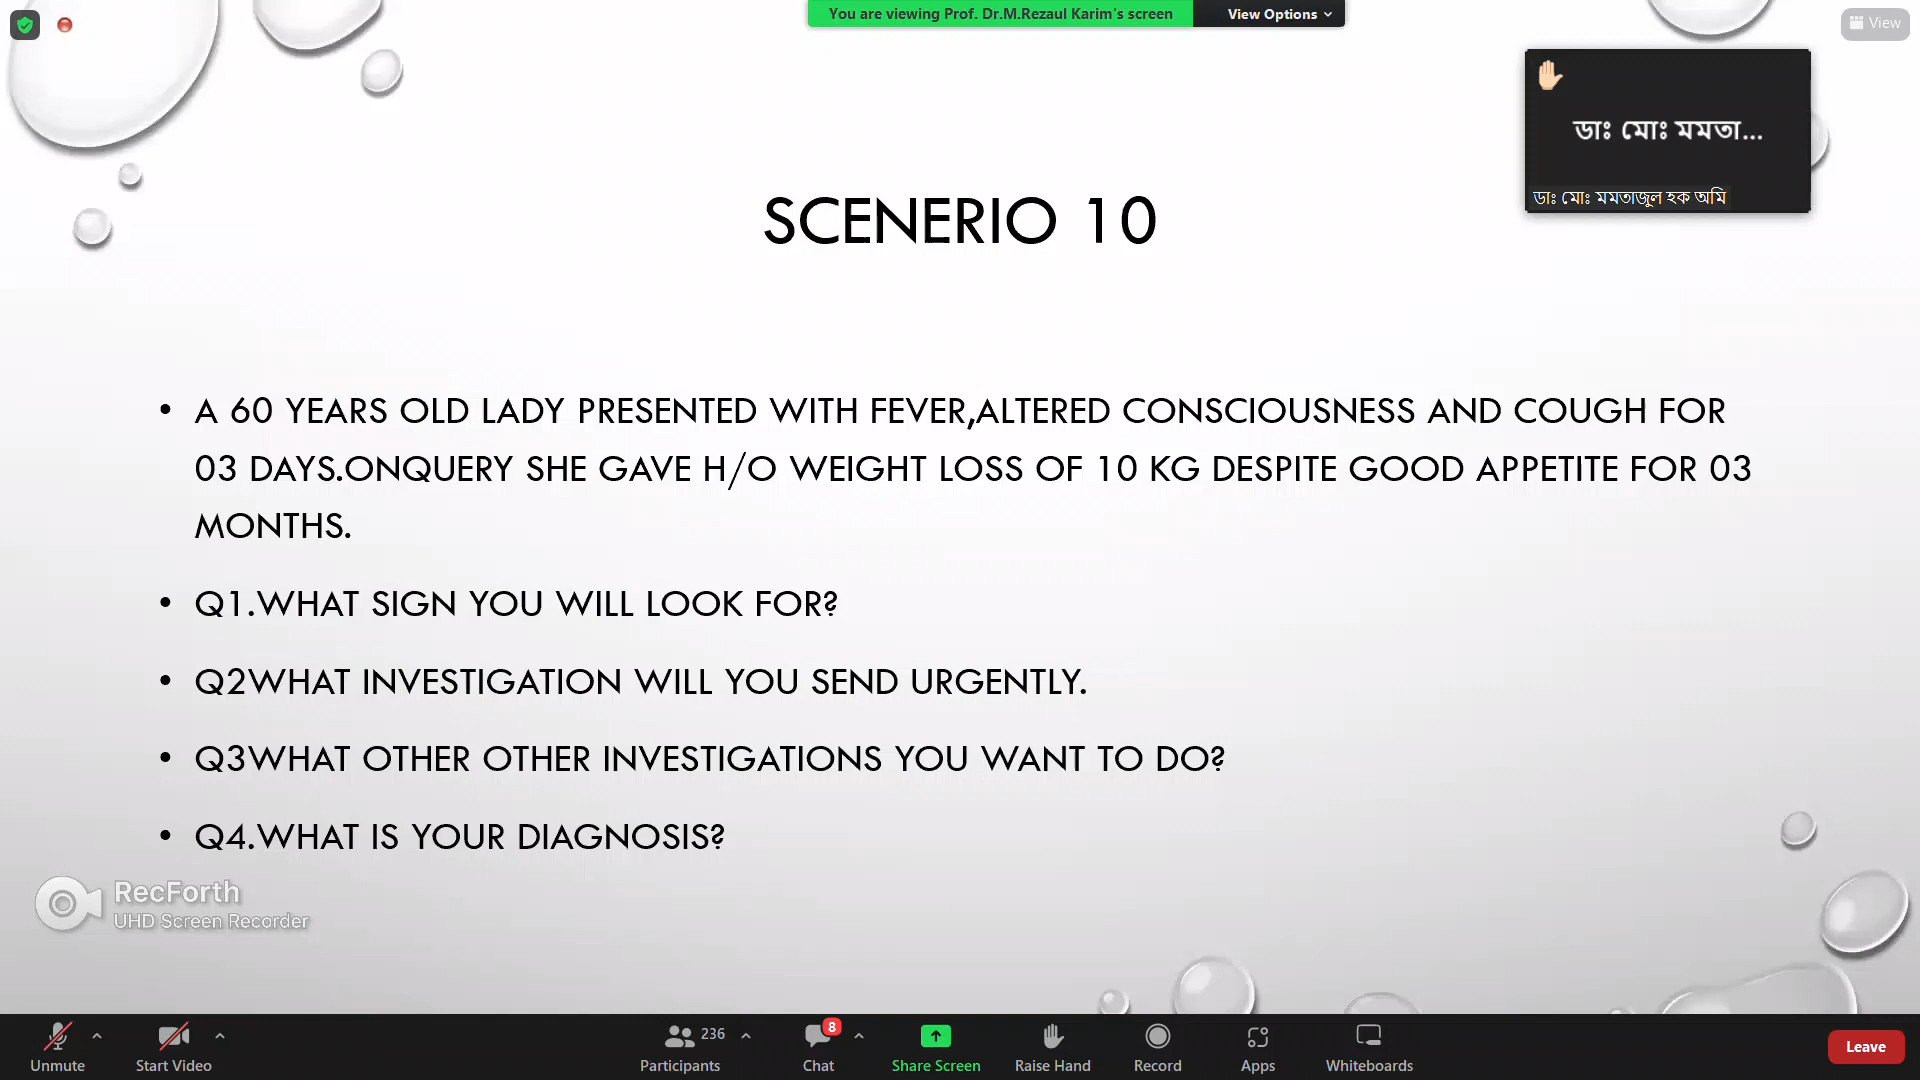 You are viewing Prof. Dr.M.Rezaul Karim's screen
View Options
View
ডাঃ মোঃ মমতা...
ডাঃ মোঃ মমতাজুল হক অমি
SCENERIO 10
• A 60 YEARS OLD LADY PRESENTED WITH FEVER,ALTERED CONSCIOUSNESS AND COUGH FOR
03 DAYS.ONQUERY SHE GAVE H/O WEIGHT LOSS OF 10 KG DESPITE GOOD APPETITE FOR 03
MONTHS.
• Q1.WHAT SIGN YOU WILL LOOK FOR?
• Q2WHAT INVESTIGATION WILL YOU SEND URGENTLY.
• Q3WHAT OTHER OTHER INVESTIGATIONS YOU WANT TO DO?
• Q4.WHAT IS YOUR DIAGNOSIS?
RecForth
UHD Screen Recorder
Unmute
Start Video
236
Participants
8
Chat
Share Screen
Raise Hand
Record
Apps
Whiteboards
Leave